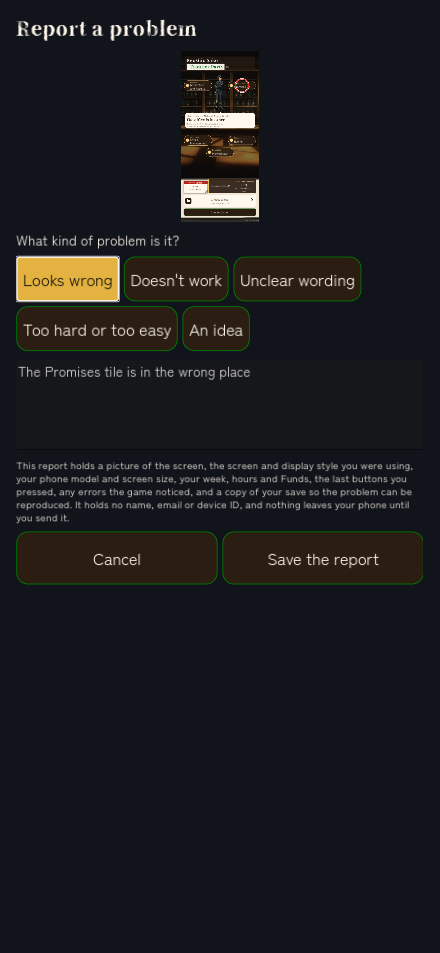 Report a problem
What kind of problem is it?
Looks wrong
Doesn't work
Unclear wording
Too hard or too easy
An idea
The Promises tile is in the wrong place
This report holds a picture of the screen, the screen and display style you were using,
your phone model and screen size, your week, hours and Funds, the last buttons you
pressed, any errors the game noticed, and a copy of your save so the problem can be
reproduced. It holds no name, email or device ID, and nothing leaves your phone until
you send it.
Cancel
Save the report